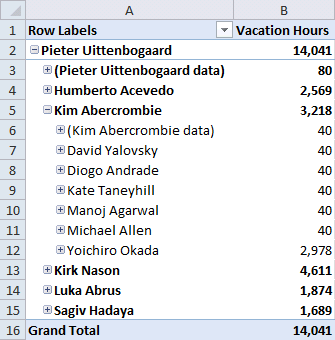 A B
1 Row Labels Vacation Hours
2 Pieter Uittenbogaard 14,041
3 (Pieter Uittenbogaard data) 80
4 Humberto Acevedo 2,569
5 Kim Abercrombie 3,218
6 (Kim Abercrombie data) 40
7 David Yalovsky 40
8 Diogo Andrade 40
9 Kate Taneyhill 40
10 Manoj Agarwal 40
11 Michael Allen 40
12 Yoichiro Okada 2,978
13 Kirk Nason 4,611
14 Luka Abrus 1,874
15 Sagiv Hadaya 1,689
16 Grand Total 14,041